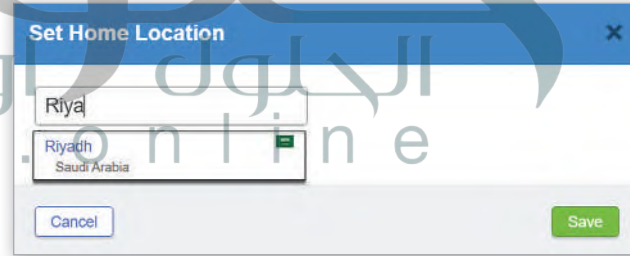 Set Home Location
Riya
Riyadh
Saudi Arabia
Cancel
Save
الحلول
.online